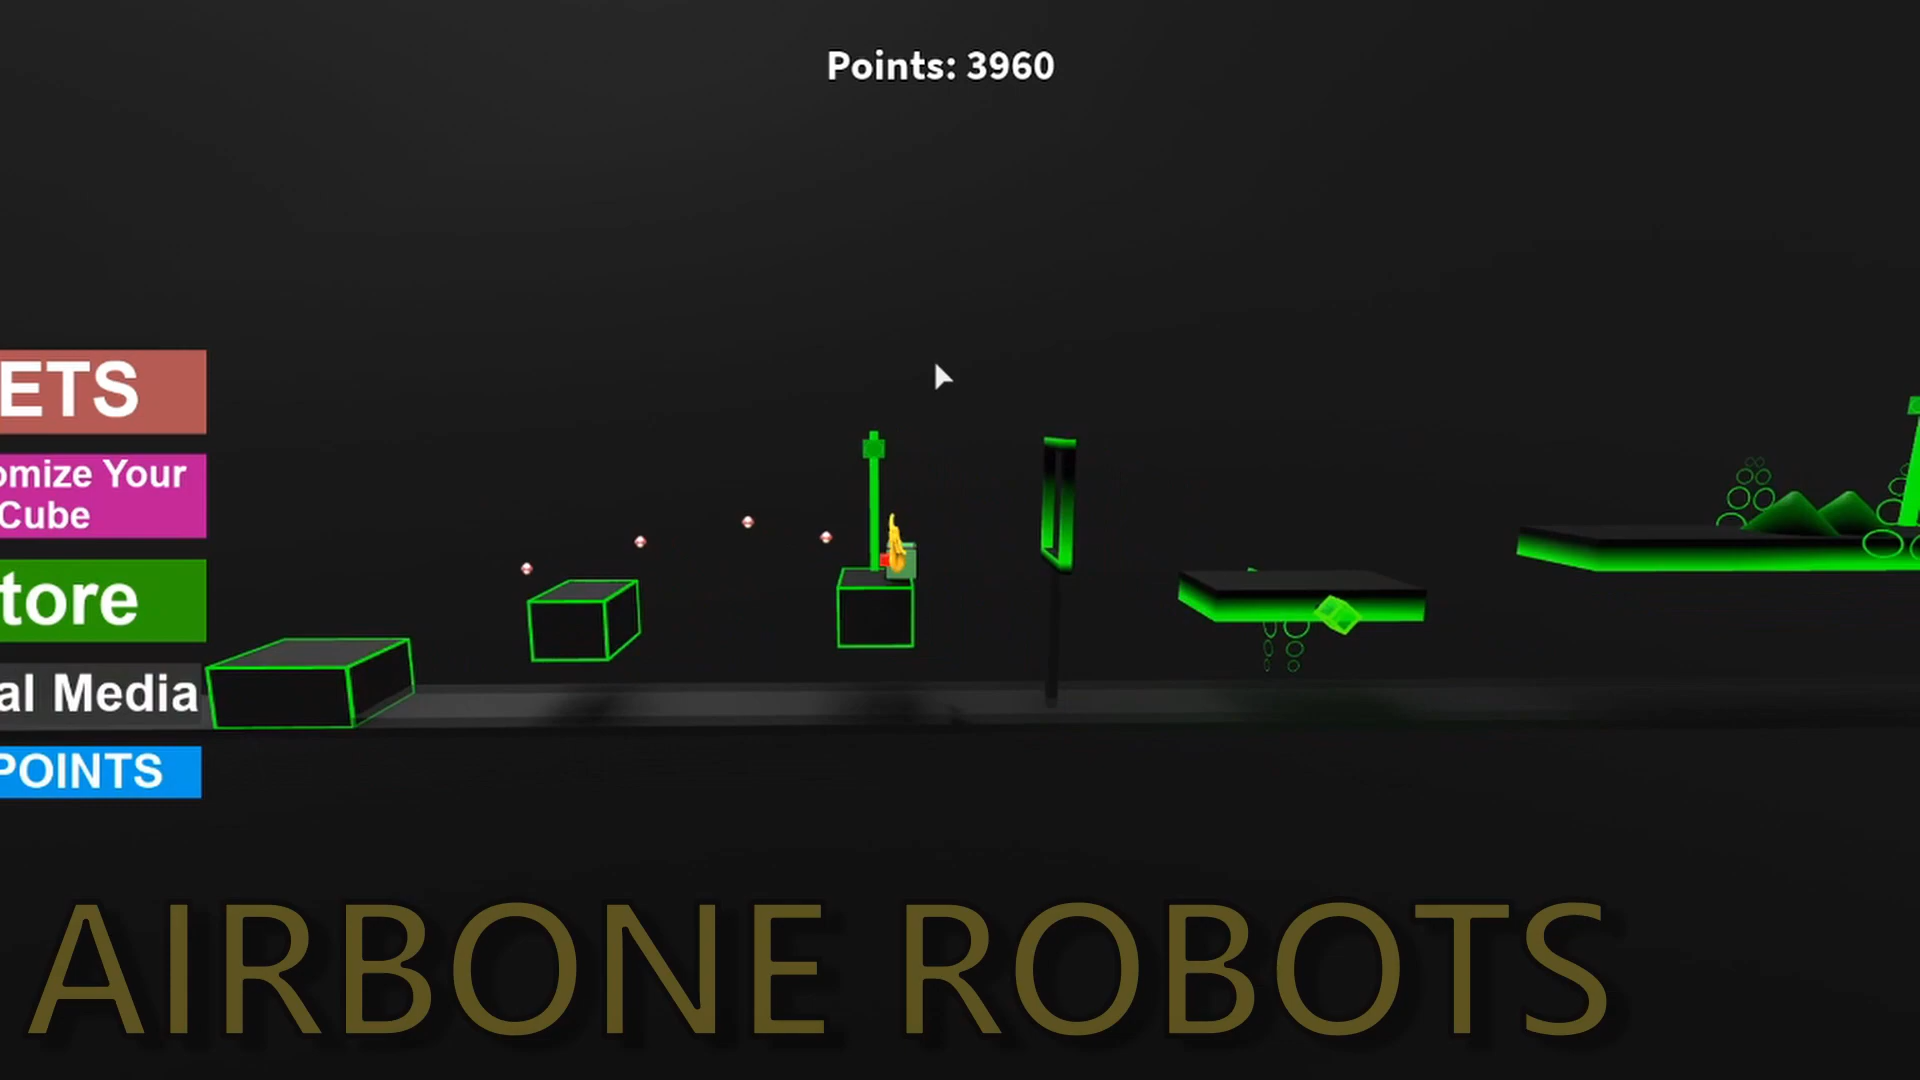 Points: 3960
ETS
omize Your
Cube
tore
al Media
POINTS
AIRBONE ROBOTS